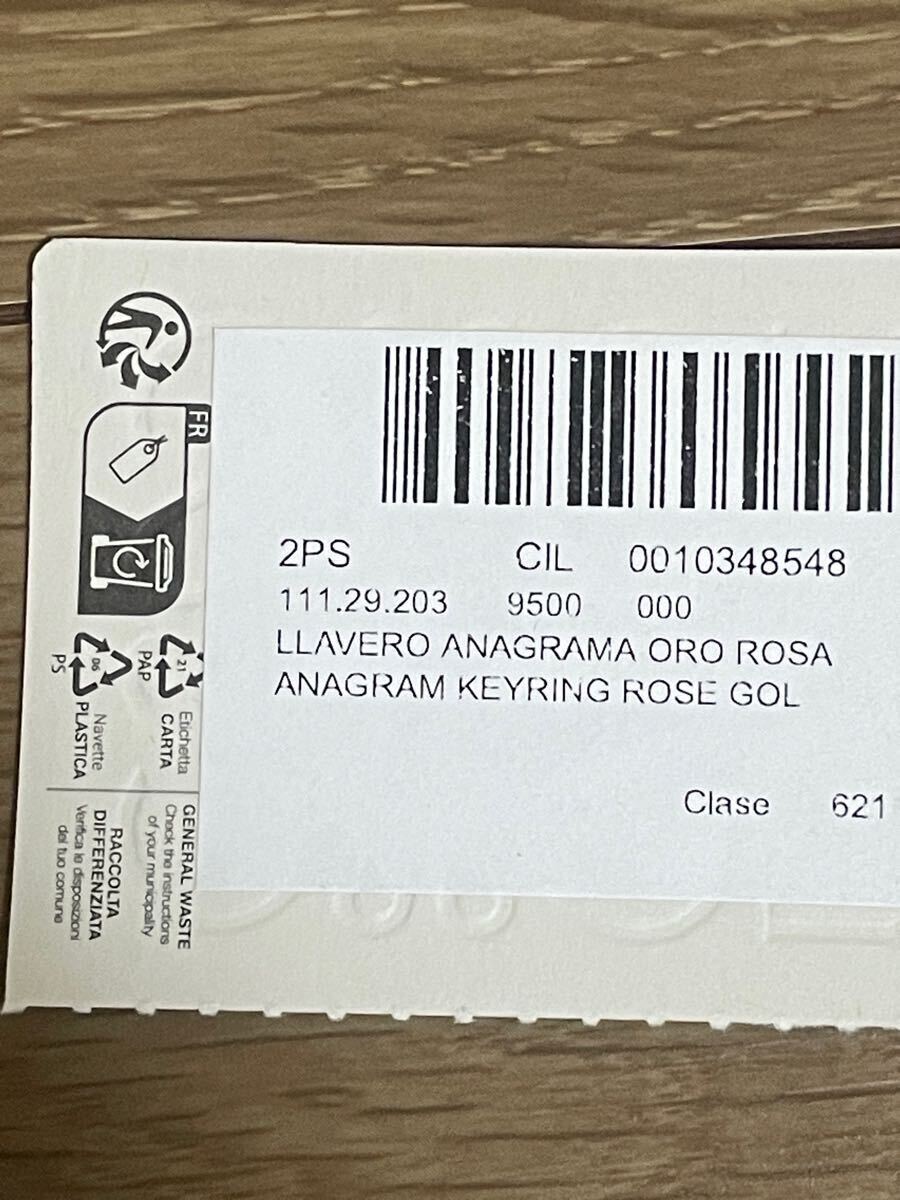 2PS CIL 0010348548
111.29.203 9500 000
LLAVERO ANAGRAMA ORO ROSA
ANAGRAM KEYRING ROSE GOL
Clase 621
FR
21
PAP
Etichetta
CARTA
06
PS
Navette
PLASTICA
GENERAL WASTE
Check the instructions
of your municipality
RACCOLTA
DIFFERENZIATA
Verifica le disposizioni
del tuo comune